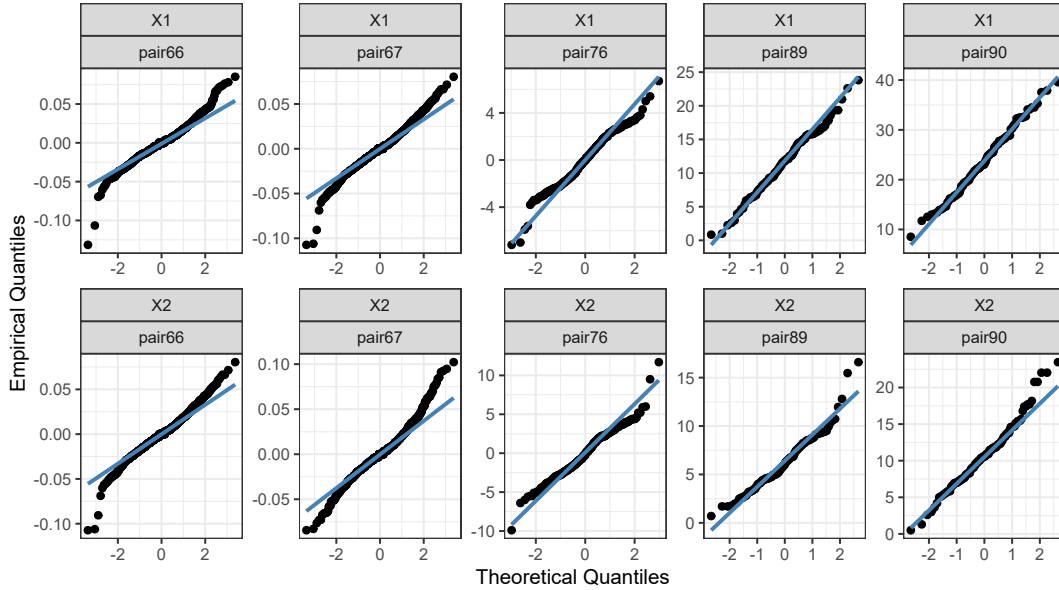 X1 X1 X1 X1 X1
pair66 pair67 pair76 pair89 pair90
0.05
0.00
-0.05
-0.10
-2 0 2
0.05
0.00
-0.05
-0.10
-2 0 2
4
0
-4
-2 0 2
25
20
15
10
5
0
-2 -1 0 1 2
40
30
20
10
-2 -1 0 1 2
X2 X2 X2 X2 X2
pair66 pair67 pair76 pair89 pair90
0.05
0.00
-0.05
-0.10
-2 0 2
0.10
0.05
0.00
-0.05
-2 0 2
10
5
0
-5
-10
-2 0 2
15
10
5
0
-2 -1 0 1 2
20
15
10
5
0
-2 -1 0 1 2
Empirical Quantiles
Theoretical Quantiles